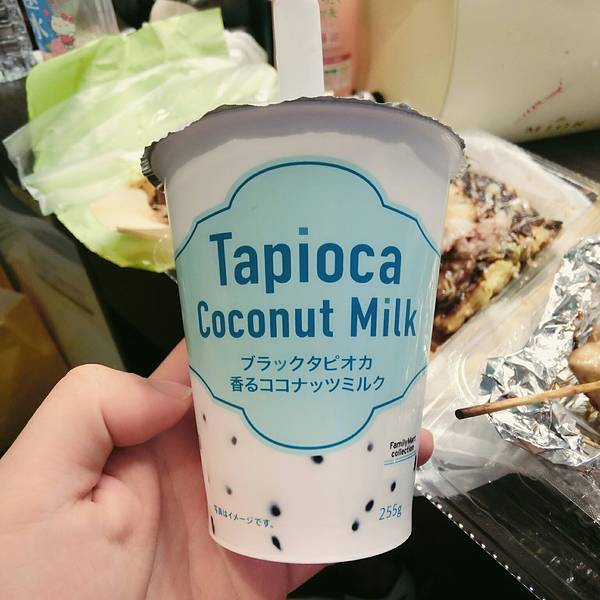 Tapioca
Coconut Milk
ブラックタピオカ
香るココナッツミルク
FamilyMart
collection
写真はイメージです。
255g